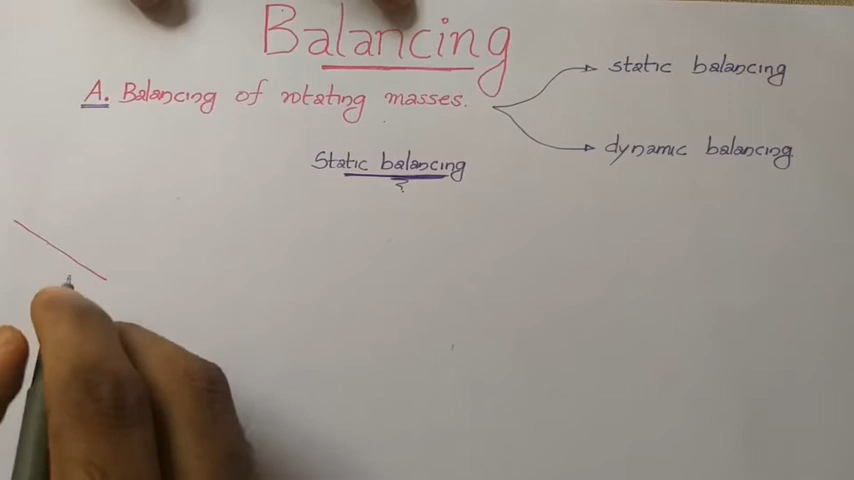 Balancing
A. Balancing of rotating masses.
static balancing
dynamic balancing
Static balancing